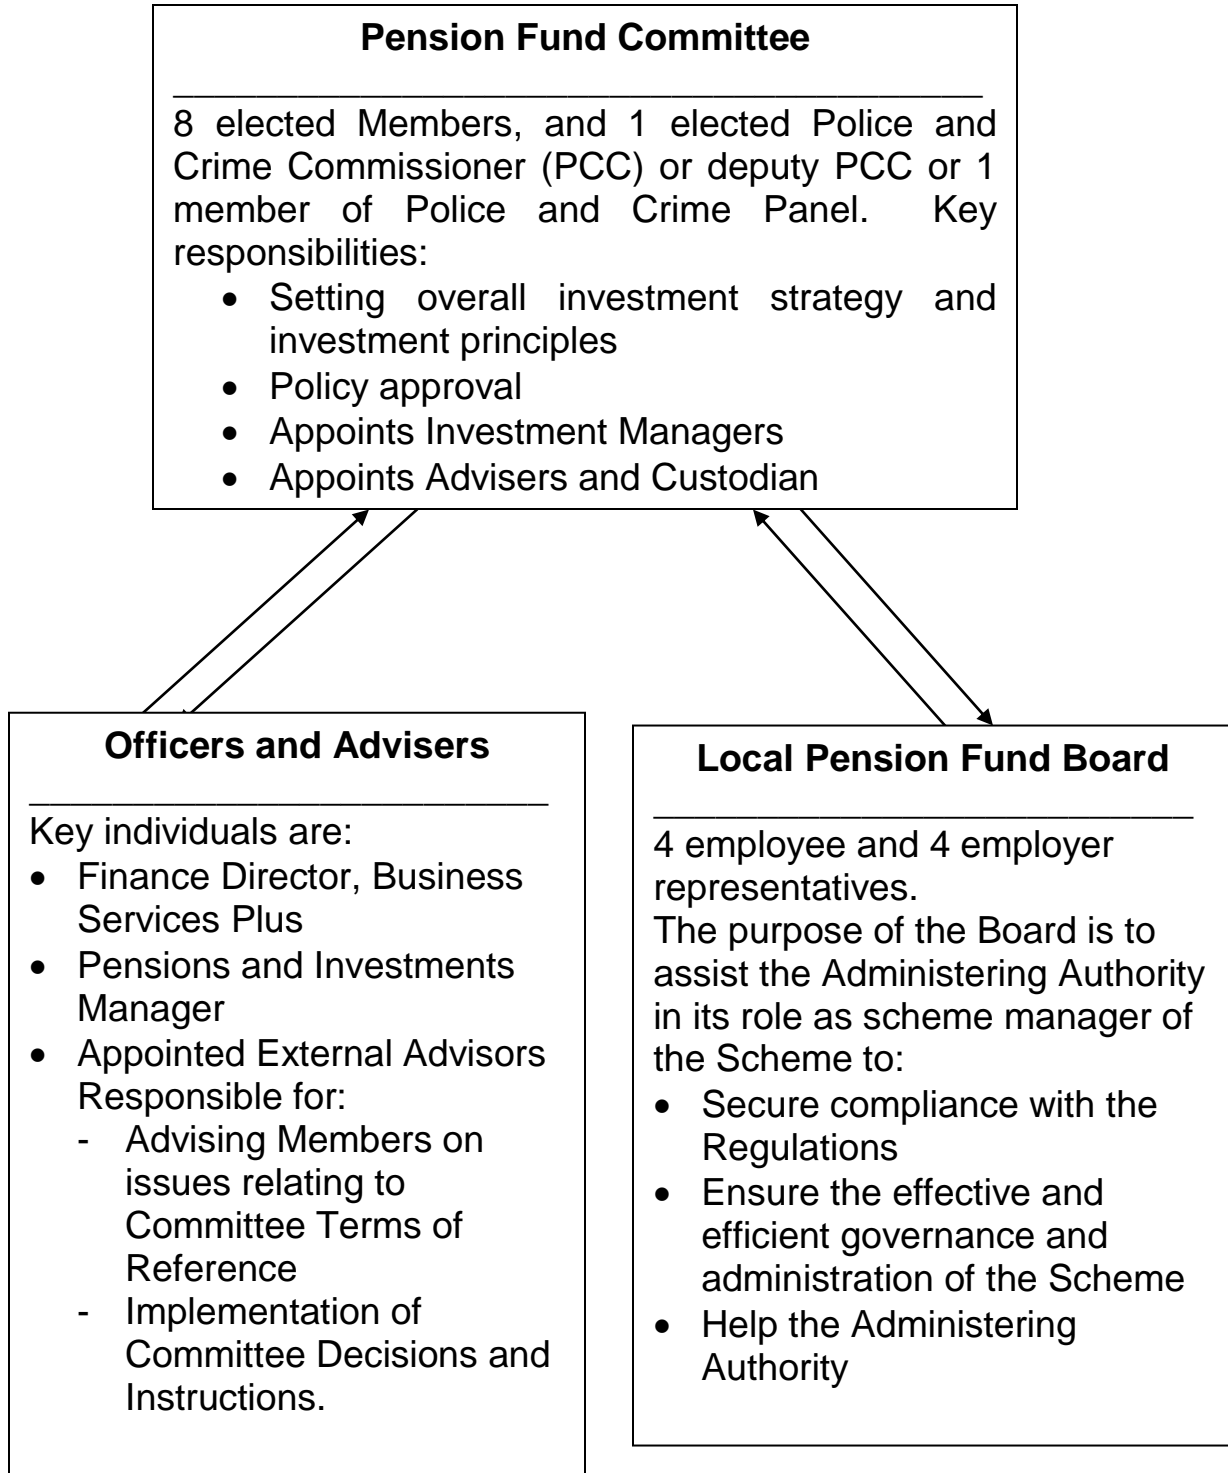 Pension Fund Committee
8 elected Members, and 1 elected Police and
Crime Commissioner (PCC) or deputy PCC or 1
member of Police and Crime Panel. Key
responsibilities:
• Setting overall investment strategy and
investment principles
• Policy approval
• Appoints Investment Managers
• Appoints Advisers and Custodian
Officers and Advisers
Key individuals are:
• Finance Director, Business
Services Plus
• Pensions and Investments
Manager
• Appointed External Advisors
Responsible for:
- Advising Members on
issues relating to
Committee Terms of
Reference
- Implementation of
Committee Decisions and
Instructions.
Local Pension Fund Board
4 employee and 4 employer
representatives.
The purpose of the Board is to
assist the Administering Authority
in its role as scheme manager of
the Scheme to:
• Secure compliance with the
Regulations
• Ensure the effective and
efficient governance and
administration of the Scheme
• Help the Administering
Authority